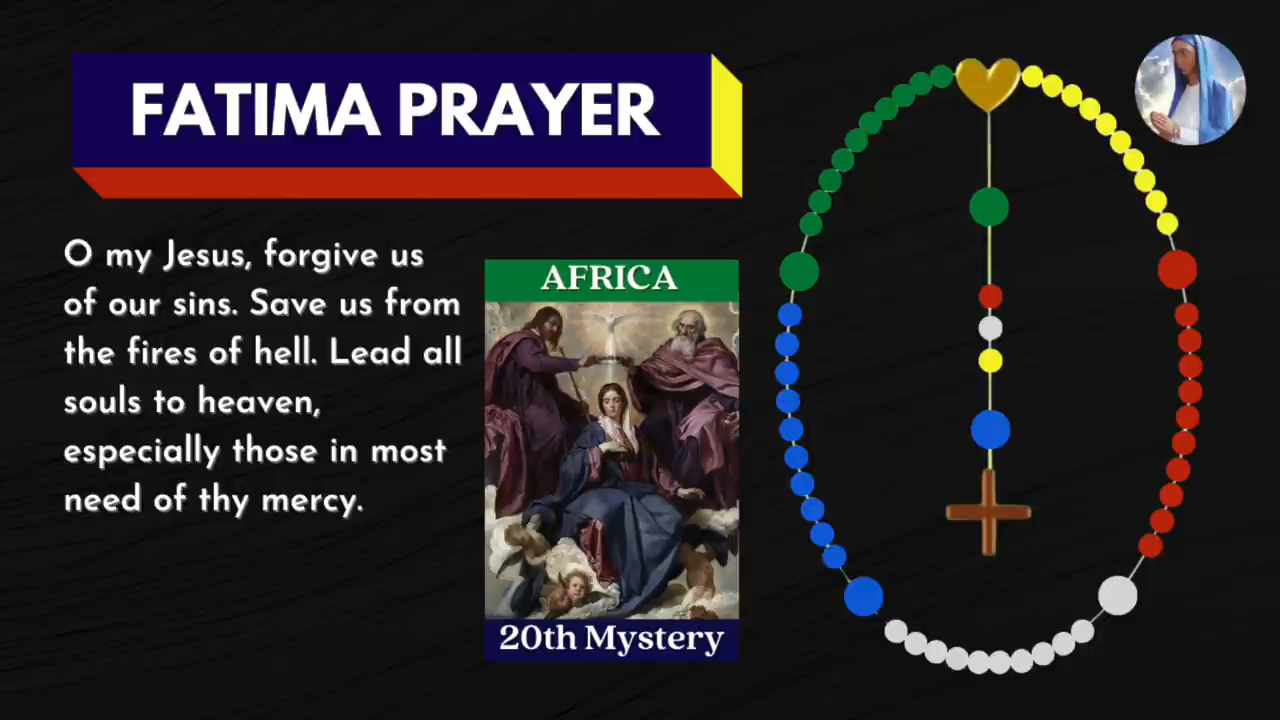 FATIMA PRAYER
O my Jesus, forgive us
of our sins. Save us from
the fires of hell. Lead all
souls to heaven,
especially those in most
need of thy mercy.
AFRICA
20th Mystery